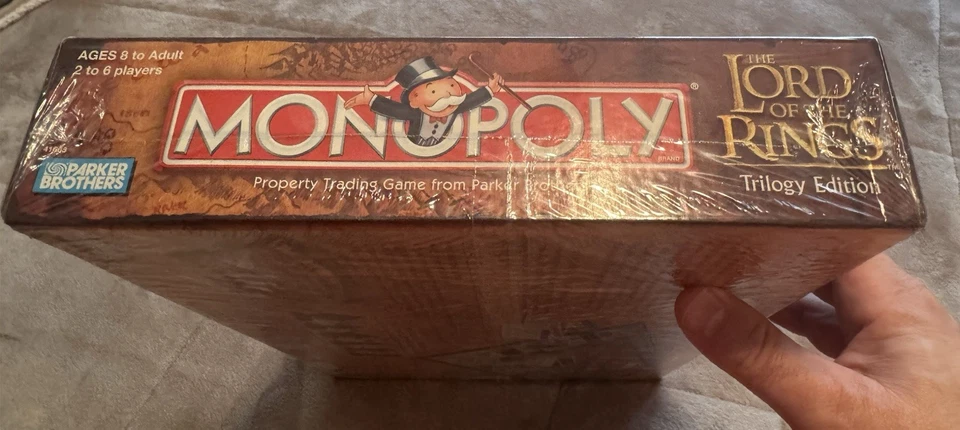 AGES 8 to Adult
2 to 6 players
MONOPOLY®
BRAND
THE
LORD
OF THE
RINGS
Trilogy Edition
PARKER
BROTHERS
Property Trading Game from Parker